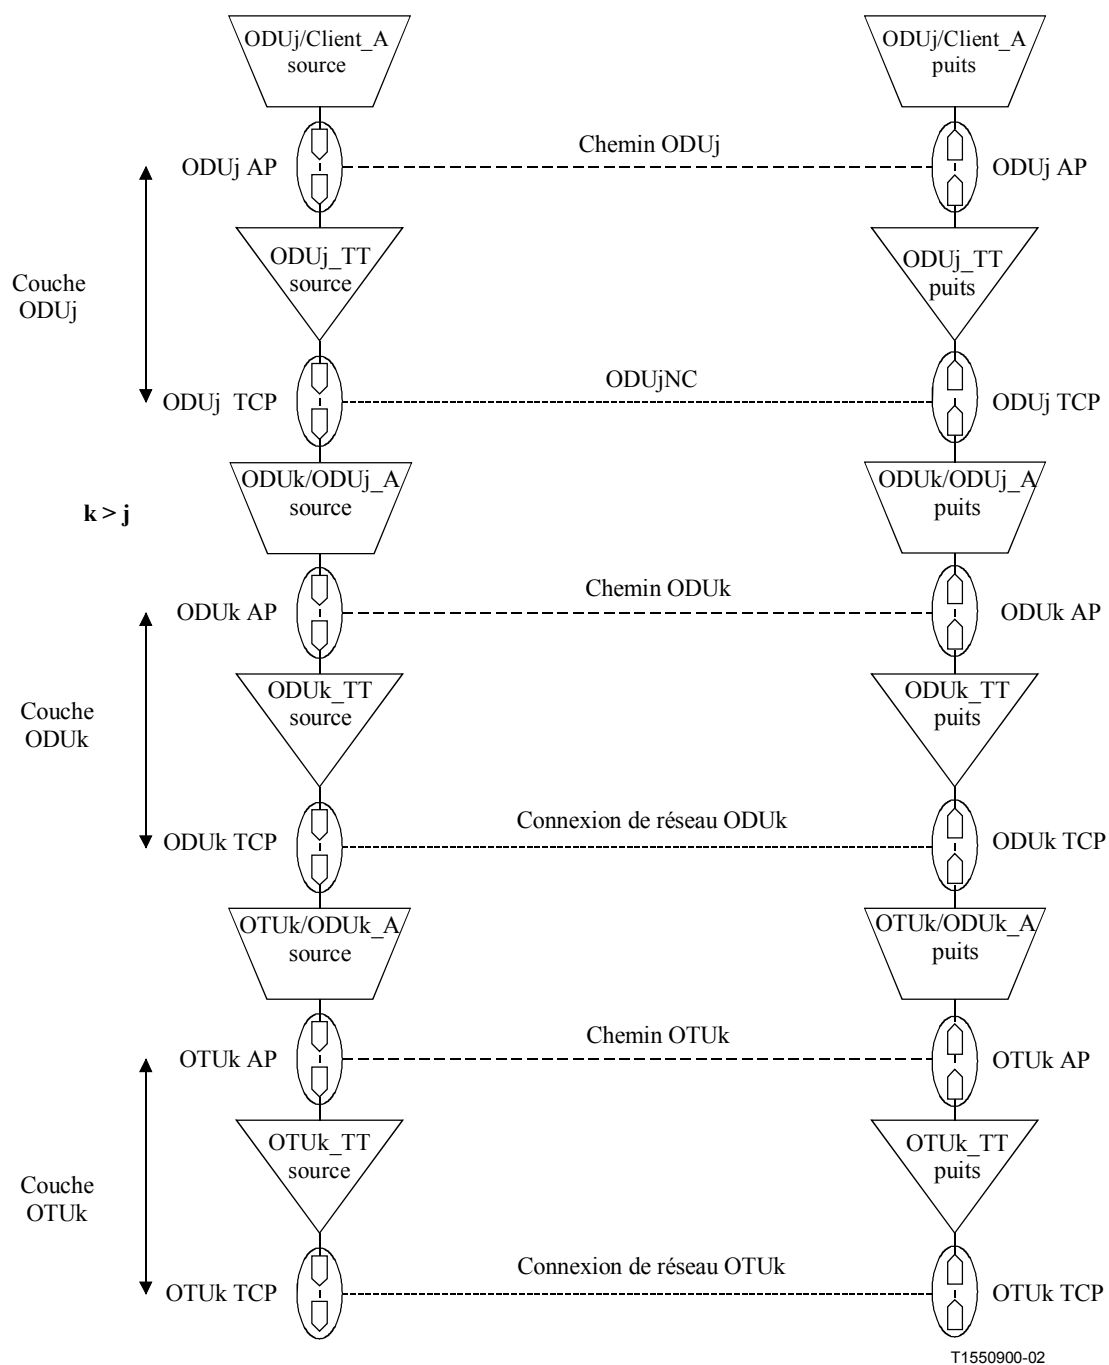 ODUj/Client_A
source
ODUj/Client_A
puits
Chemin ODUj
ODUj AP
ODUj AP
ODUj_TT
source
ODUj_TT
puits
Couche
ODUj
ODUjNC
ODUj TCP
ODUj TCP
ODUk/ODUj_A
source
ODUk/ODUj_A
puits
k > j
Chemin ODUk
ODUk AP
ODUk AP
ODUk_TT
source
ODUk_TT
puits
Couche
ODUk
Connexion de réseau ODUk
ODUk TCP
ODUk TCP
OTUk/ODUk_A
source
OTUk/ODUk_A
puits
Chemin OTUk
OTUk AP
OTUk AP
OTUk_TT
source
OTUk_TT
puits
Couche
OTUk
Connexion de réseau OTUk
OTUk TCP
OTUk TCP
T1550900-02